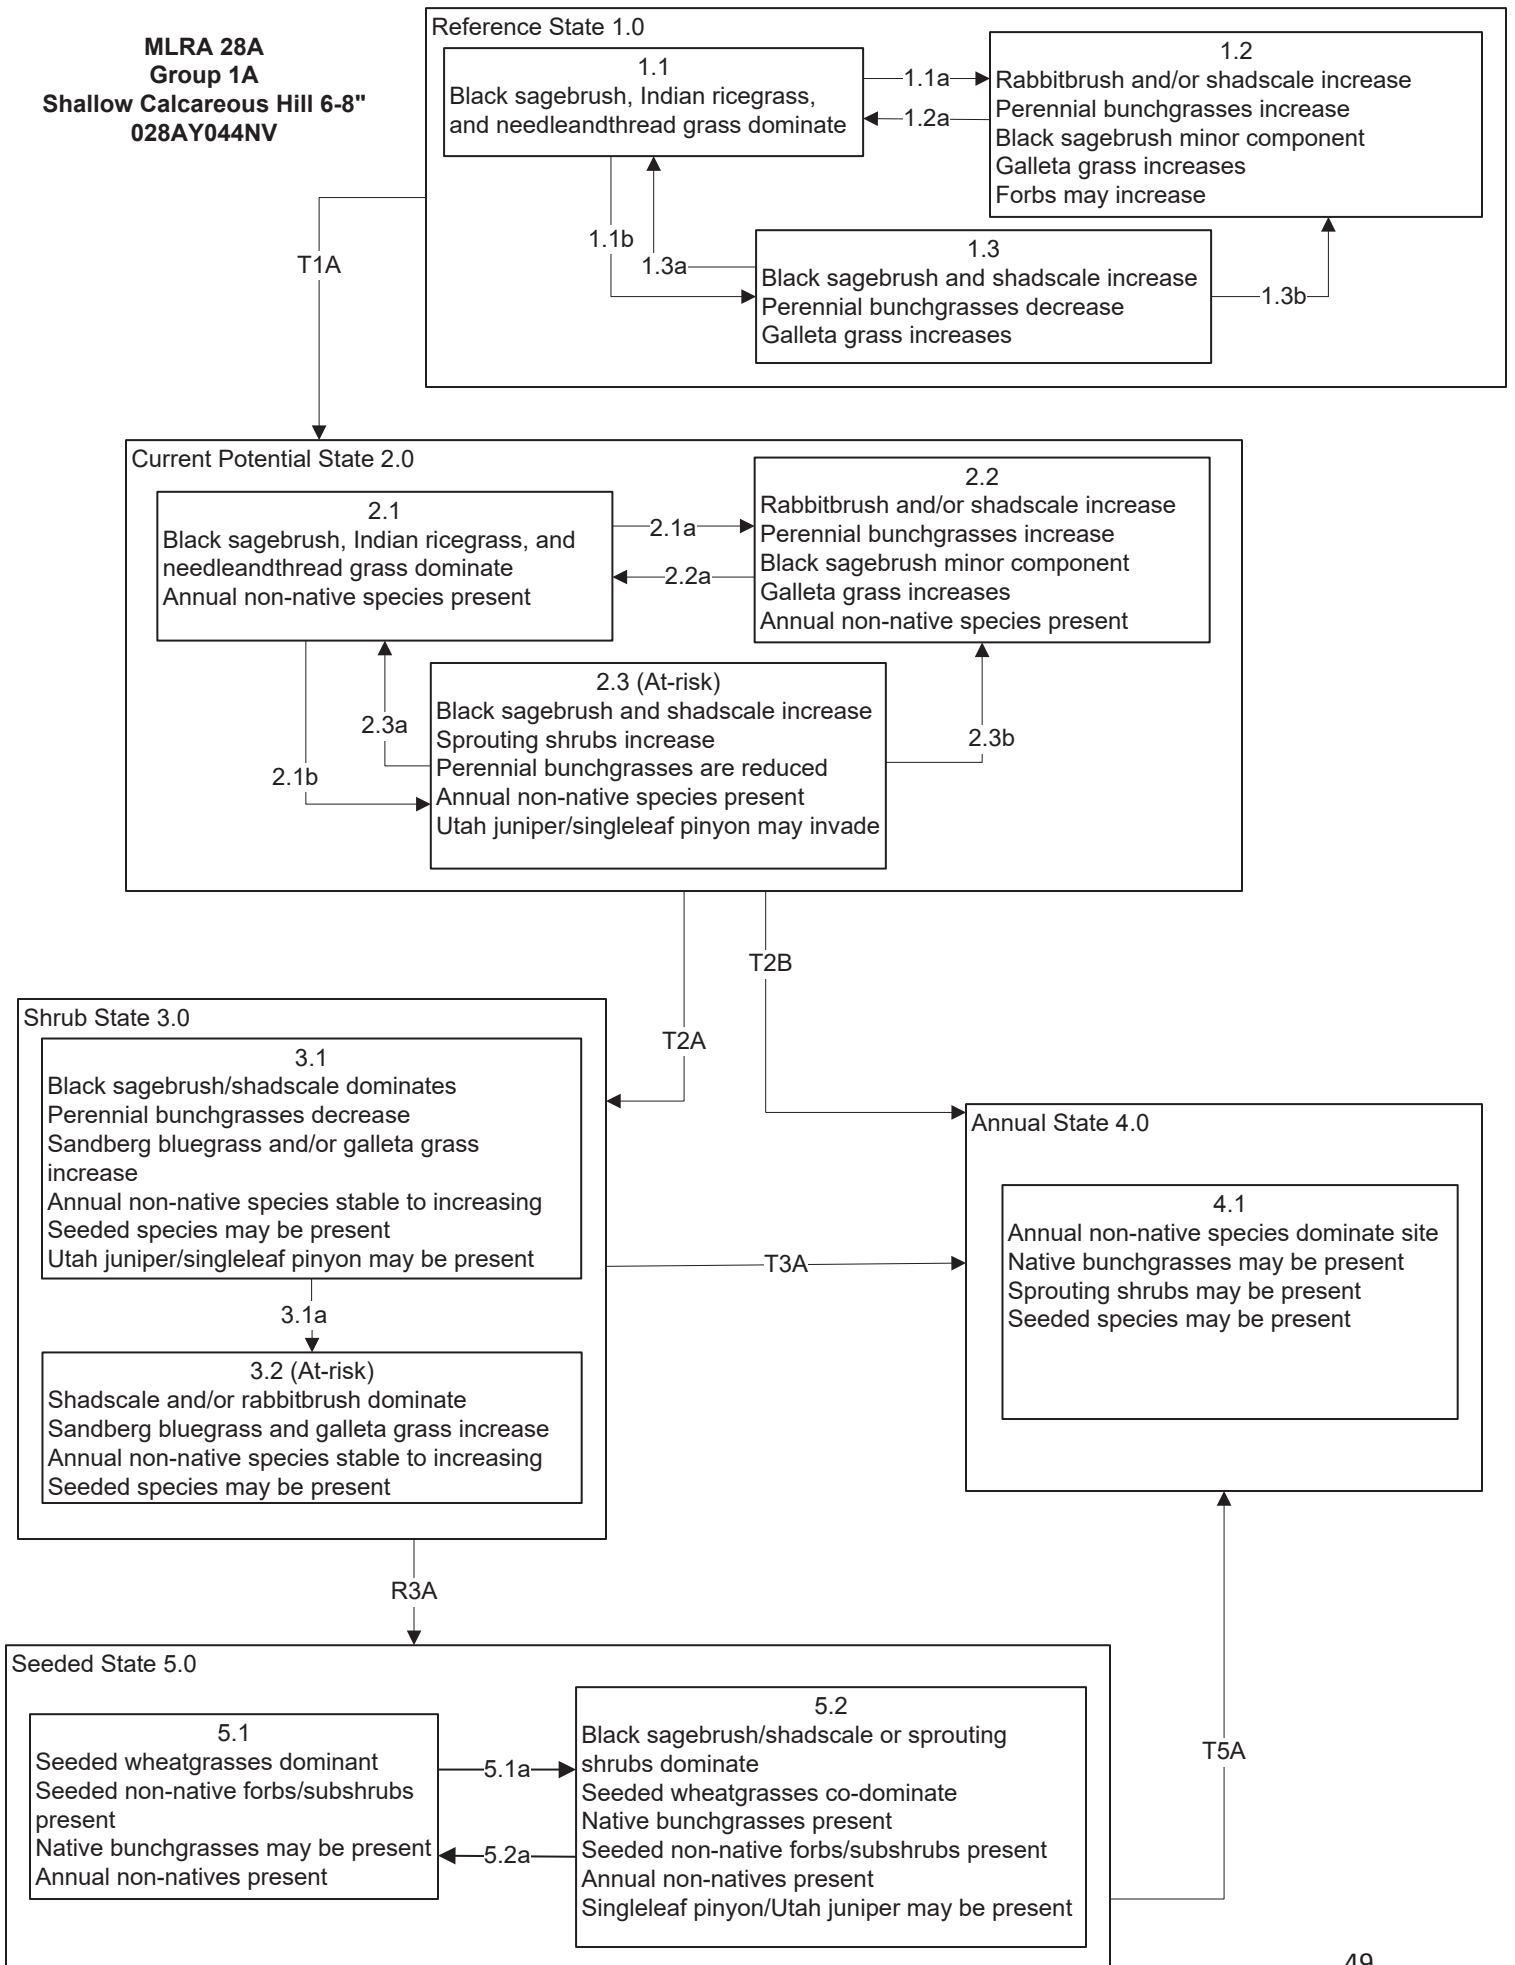 MLRA 28A
Group 1A
Shallow Calcareous Hill 6-8"
028AY044NV
Reference State 1.0
1.1
Black sagebrush, Indian ricegrass,
and needleandthread grass dominate
1.1a
1.2a
1.2
Rabbitbrush and/or shadscale increase
Perennial bunchgrasses increase
Black sagebrush minor component
Galleta grass increases
Forbs may increase
1.1b
1.3a
1.3
Black sagebrush and shadscale increase
Perennial bunchgrasses decrease
Galleta grass increases
1.3b
T1A
Current Potential State 2.0
2.1
Black sagebrush, Indian ricegrass, and
needleandthread grass dominate
Annual non-native species present
2.1a
2.2a
2.2
Rabbitbrush and/or shadscale increase
Perennial bunchgrasses increase
Black sagebrush minor component
Galleta grass increases
Annual non-native species present
2.1b
2.3a
2.3 (At-risk)
Black sagebrush and shadscale increase
Sprouting shrubs increase
Perennial bunchgrasses are reduced
Annual non-native species present
Utah juniper/singleleaf pinyon may invade
2.3b
T2B
T2A
Shrub State 3.0
3.1
Black sagebrush/shadscale dominates
Perennial bunchgrasses decrease
Sandberg bluegrass and/or galleta grass
increase
Annual non-native species stable to increasing
Seeded species may be present
Utah juniper/singleleaf pinyon may be present
3.1a
3.2 (At-risk)
Shadscale and/or rabbitbrush dominate
Sandberg bluegrass and galleta grass increase
Annual non-native species stable to increasing
Seeded species may be present
T3A
Annual State 4.0
4.1
Annual non-native species dominate site
Native bunchgrasses may be present
Sprouting shrubs may be present
Seeded species may be present
R3A
T5A
Seeded State 5.0
5.1
Seeded wheatgrasses dominant
Seeded non-native forbs/subshrubs
present
Native bunchgrasses may be present
Annual non-natives present
5.1a
5.2a
5.2
Black sagebrush/shadscale or sprouting
shrubs dominate
Seeded wheatgrasses co-dominate
Native bunchgrasses present
Seeded non-native forbs/subshrubs present
Annual non-natives present
Singleleaf pinyon/Utah juniper may be present
49